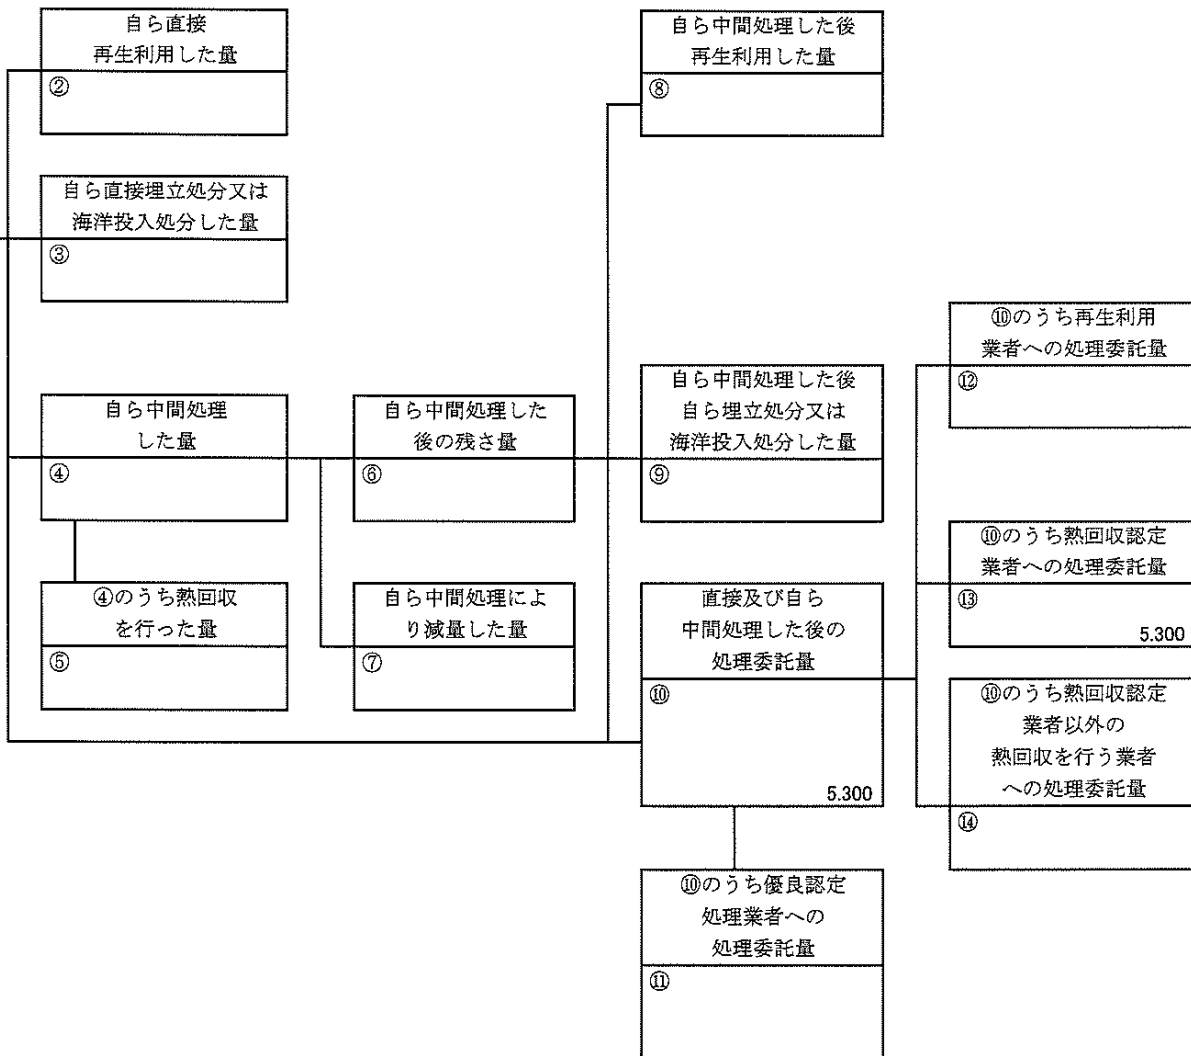 自ら直接
再生利用した量
②
自ら直接埋立処分又は
海洋投入処分した量
③
自ら中間処理
した量
④
④のうち熱回収
を行った量
⑤
自ら中間処理した
後の残さ量
⑥
自ら中間処理によ
り減量した量
⑦
自ら中間処理した後
再生利用した量
⑧
自ら中間処理した後
自ら埋立処分又は
海洋投入処分した量
⑨
直接及び自ら
中間処理した後の
処理委託量
⑩
5.300
⑩のうち優良認定
処理業者への
処理委託量
⑪
⑩のうち再生利用
業者への処理委託量
⑫
⑩のうち熱回収認定
業者への処理委託量
⑬
5.300
⑩のうち熱回収認定
業者以外の
熱回収を行う業者
への処理委託量
⑭